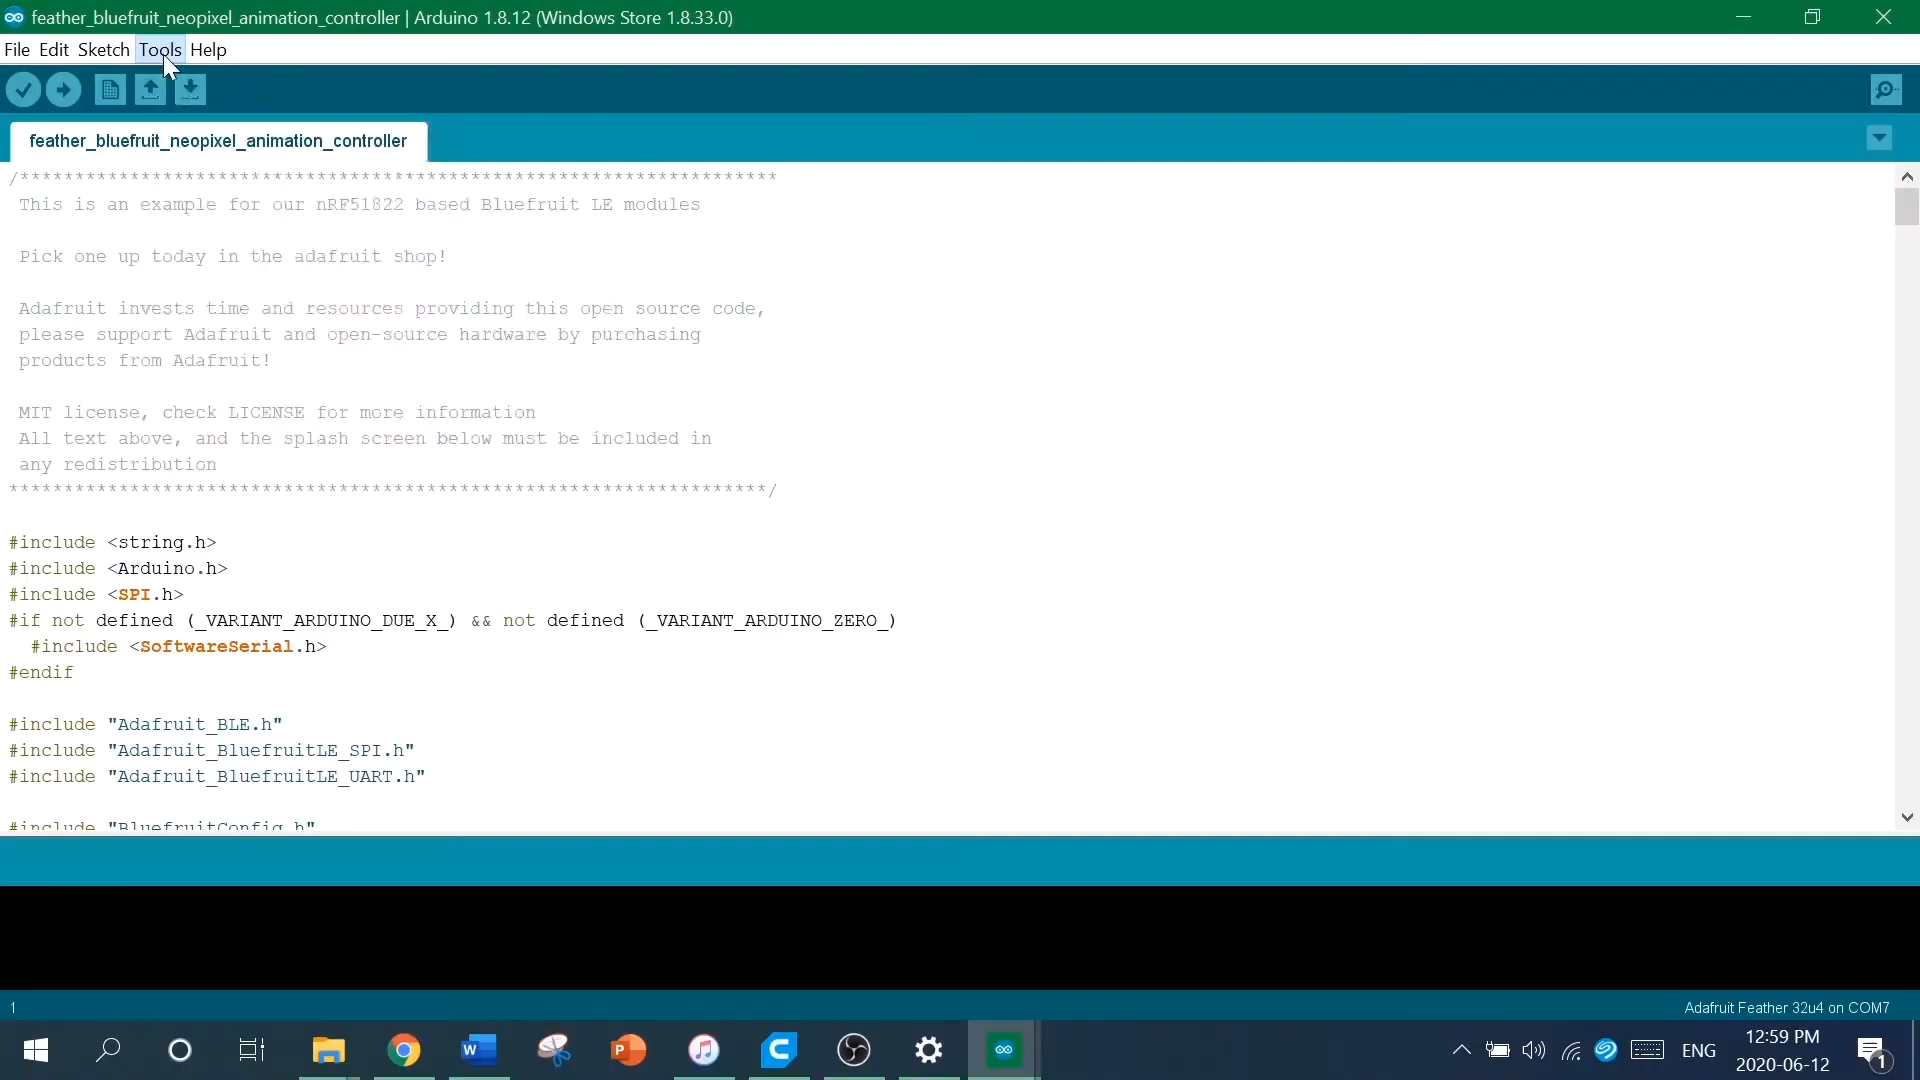 feather_bluefruit_neopixel_animation_controller | Arduino 1.8.12 (Windows Store 1.8.33.0)
File Edit Sketch Tools Help
feather_bluefruit_neopixel_animation_controller
/*********************************************************************
This is an example for our nRF51822 based Bluefruit LE modules
Pick one up today in the adafruit shop!
Adafruit invests time and resources providing this open source code,
please support Adafruit and open-source hardware by purchasing
products from Adafruit!
MIT license, check LICENSE for more information
All text above, and the splash screen below must be included in
any redistribution
*********************************************************************/
#include <string.h>
#include <Arduino.h>
#include <SPI.h>
#if not defined (_VARIANT_ARDUINO_DUE_X_) && not defined (_VARIANT_ARDUINO_ZERO_)
#include <SoftwareSerial.h>
#endif
#include "Adafruit_BLE.h"
#include "Adafruit_BluefruitLE_SPI.h"
#include "Adafruit_BluefruitLE_UART.h"
#include "BluefruitConfig.h"
1
Adafruit Feather 32u4 on COM7
ENG
12:59 PM
2020-06-12
1